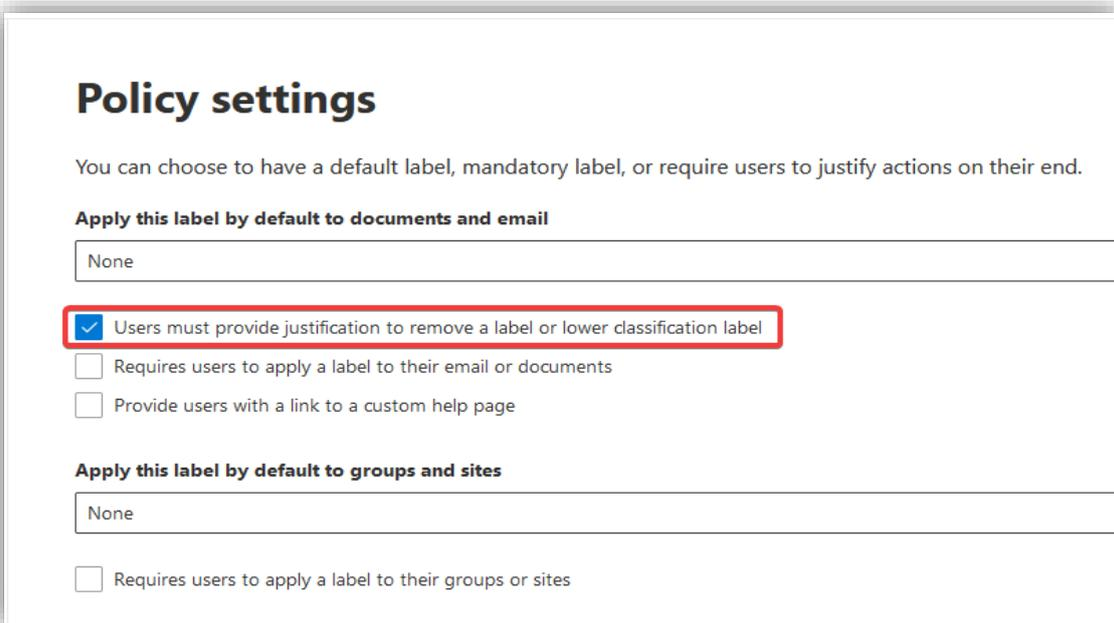 Policy settings
You can choose to have a default label, mandatory label, or require users to justify actions on their end.
Apply this label by default to documents and email
None
Users must provide justification to remove a label or lower classification label
Requires users to apply a label to their email or documents
Provide users with a link to a custom help page
Apply this label by default to groups and sites
None
Requires users to apply a label to their groups or sites